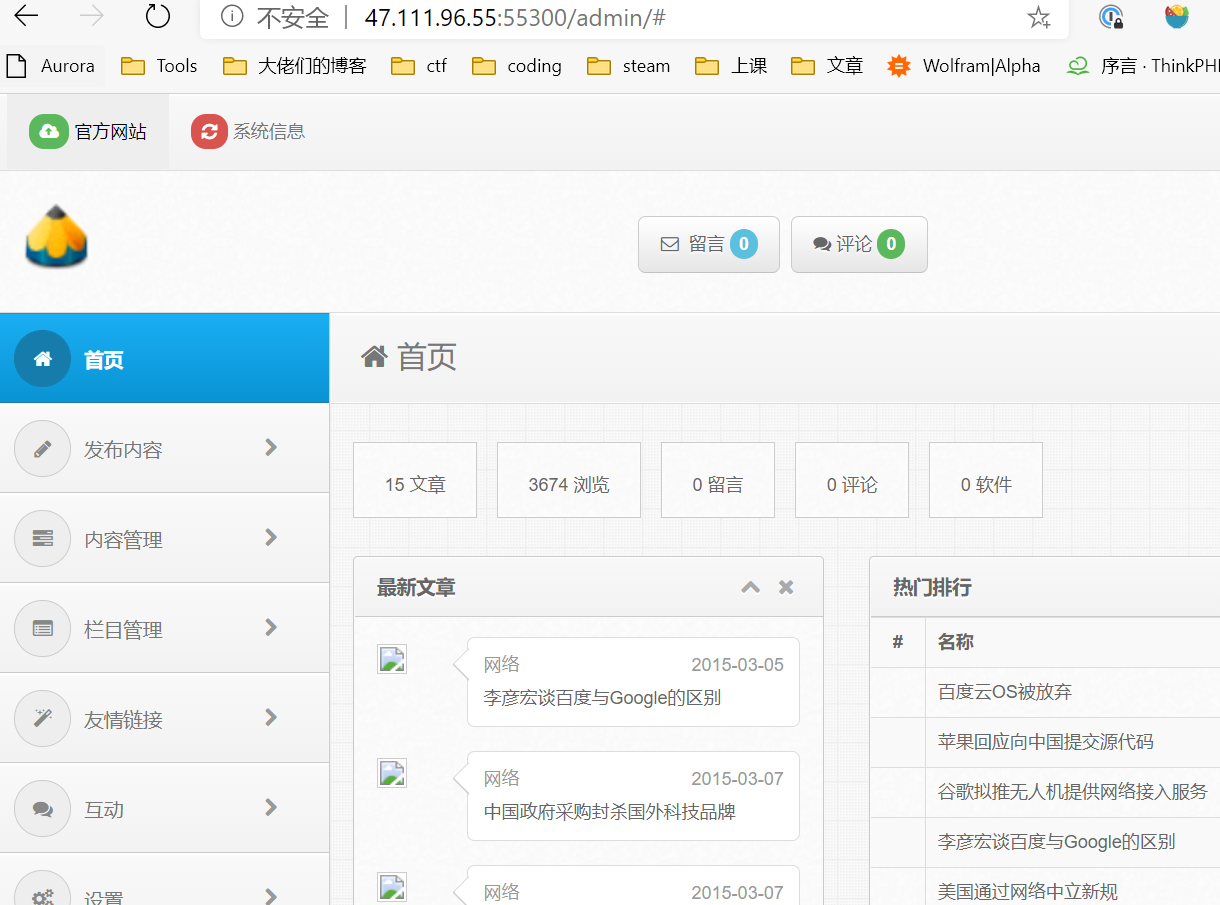 不安全 | 47.111.96.55:55300/admin/#
Aurora Tools 大佬们的博客 ctf coding steam 上课 文章 Wolfram|Alpha 序言 · ThinkPH
官方网站 系统信息
留言 0 评论 0
首页
首页
发布内容
15 文章 3674 浏览 0 留言 0 评论 0 软件
内容管理
最新文章
热门排行
栏目管理
# 名称
网络 2015-03-05
李彦宏谈百度与Google的区别
百度云OS被放弃
友情链接
苹果回应向中国提交源代码
网络 2015-03-07
中国政府采购封杀国外科技品牌
谷歌拟推无人机提供网络接入服务
互动
李彦宏谈百度与Google的区别
网络 2015-03-07
美国通过网络中立新规
设置